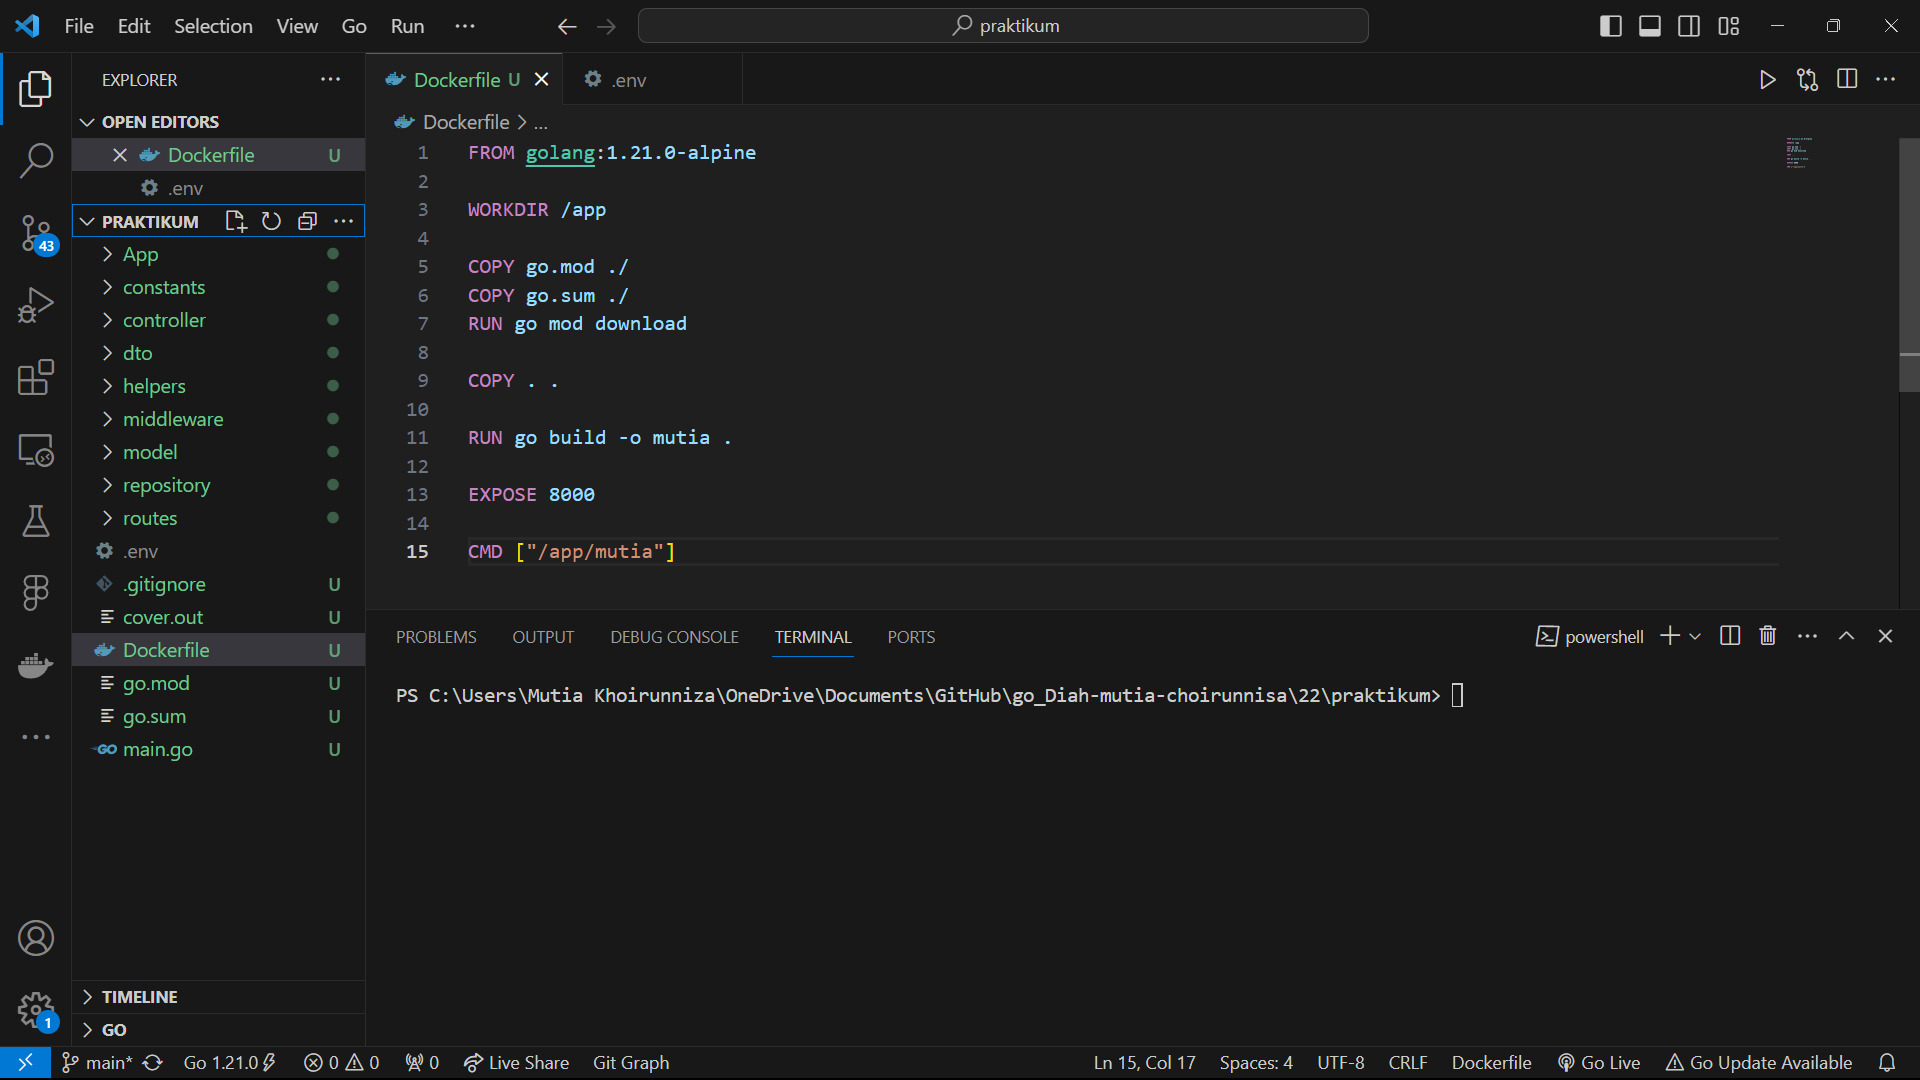 File Edit Selection View Go Run ···
praktikum
EXPLORER
OPEN EDITORS
Dockerfile U
.env
PRAKTIKUM
App
constants
controller
dto
helpers
middleware
model
repository
routes
.env
.gitignore U
cover.out U
Dockerfile U
go.mod U
go.sum U
main.go U
TIMELINE
GO
43
1
Dockerfile U
.env
Dockerfile > ...
1 FROM golang:1.21.0-alpine
2
3 WORKDIR /app
4
5 COPY go.mod ./
6 COPY go.sum ./
7 RUN go mod download
8
9 COPY . .
10
11 RUN go build -o mutia .
12
13 EXPOSE 8000
14
15 CMD ["/app/mutia"]
PROBLEMS OUTPUT DEBUG CONSOLE TERMINAL PORTS
powershell
PS C:\Users\Mutia Khoirunniza\OneDrive\Documents\GitHub\go_Diah-mutia-choirunnisa\22\praktikum>
main* Go 1.21.0 0 0 0 Live Share Git Graph
Ln 15, Col 17 Spaces: 4 UTF-8 CRLF Dockerfile Go Live Go Update Available